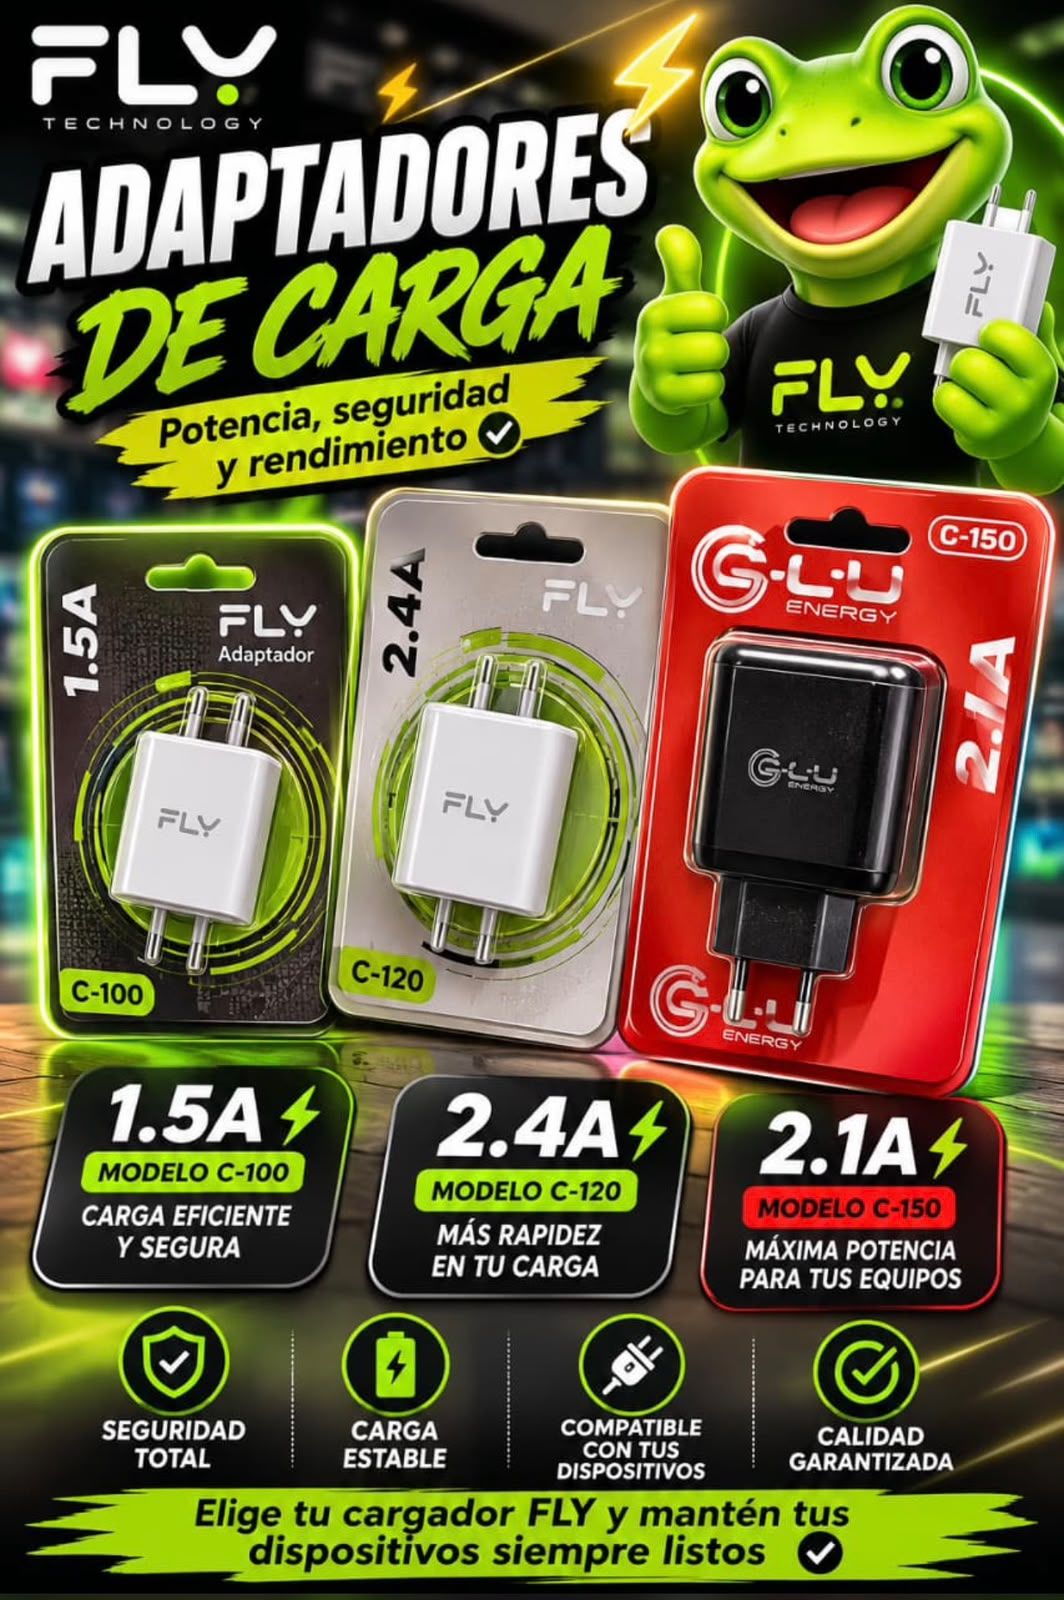 FLY
TECHNOLOGY
ADAPTADORES
DE CARGA
Potencia, seguridad
y rendimiento
FLY
FLY
TECHNOLOGY
1.5A
FLY
Adaptador
FLY
C-100
2.4A
FLY
FLY
C-120
G-L-U
ENERGY
C-150
2.1A
G-L-U
ENERGY
G-L-U
ENERGY
1.5A
MODELO C-100
CARGA EFICIENTE
Y SEGURA
2.4A
MODELO C-120
MÁS RAPIDEZ
EN TU CARGA
2.1A
MODELO C-150
MÁXIMA POTENCIA
PARA TUS EQUIPOS
SEGURIDAD
TOTAL
CARGA
ESTABLE
COMPATIBLE
CON TUS
DISPOSITIVOS
CALIDAD
GARANTIZADA
Elige tu cargador FLY y mantén tus
dispositivos siempre listos